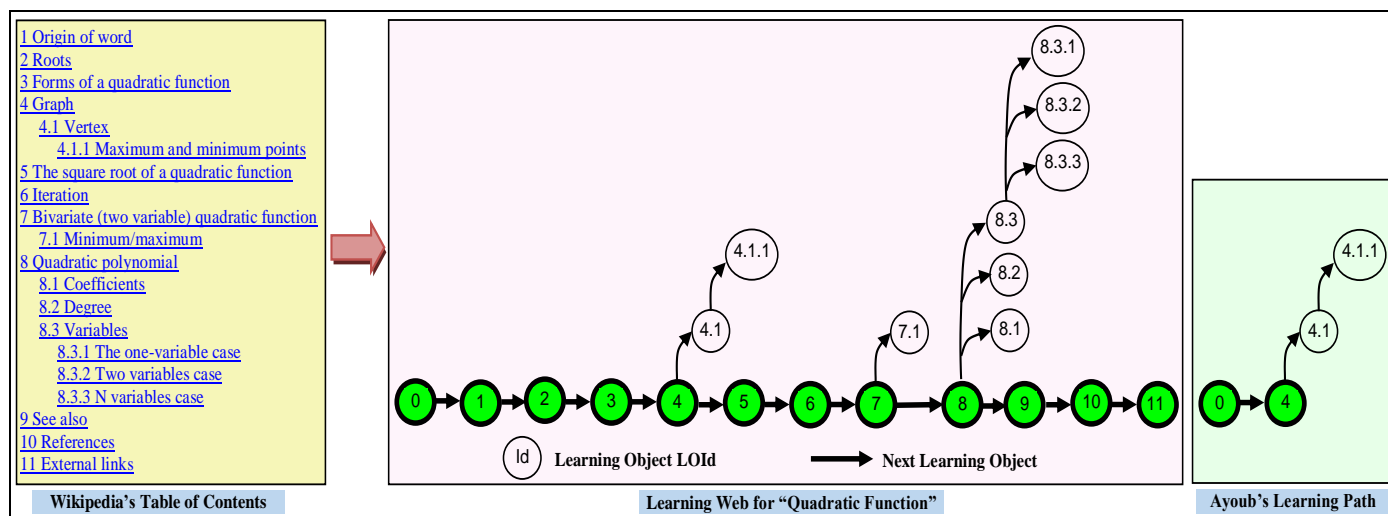 1 Origin of word
2 Roots
3 Forms of a quadratic function
4 Graph
4.1 Vertex
4.1.1 Maximum and minimum points
5 The square root of a quadratic function
6 Iteration
7 Bivariate (two variable) quadratic function
7.1 Minimum/maximum
8 Quadratic polynomial
8.1 Coefficients
8.2 Degree
8.3 Variables
8.3.1 The one-variable case
8.3.2 Two variables case
8.3.3 N variables case
9 See also
10 References
11 External links
Wikipedia's Table of Contents
8.3.1
8.3.2
8.3.3
8.3
4.1.1
8.2
4.1
7.1
8.1
0 1 2 3 4 5 6 7 8 9 10 11
Id Learning Object LOId Next Learning Object
Learning Web for “Quadratic Function”
4.1.1
4.1
0 4
Ayoub's Learning Path